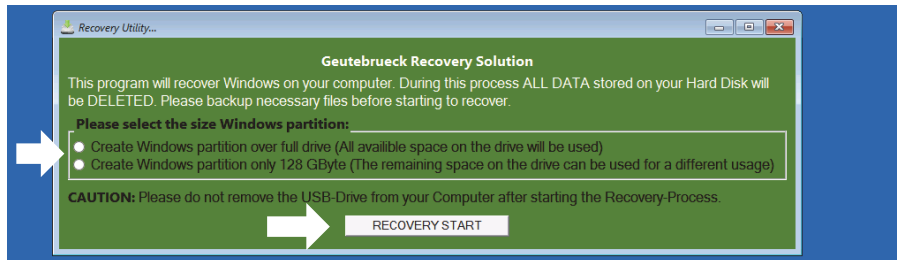 Recovery Utility...
Geutebrueck Recovery Solution
This program will recover Windows on your computer. During this process ALL DATA stored on your Hard Disk will
be DELETED. Please backup necessary files before starting to recover.
Please select the size Windows partition:
Create Windows partition over full drive (All availible space on the drive will be used)
Create Windows partition only 128 GByte (The remaining space on the drive can be used for a different usage)
CAUTION: Please do not remove the USB-Drive from your Computer after starting the Recovery-Process.
RECOVERY START